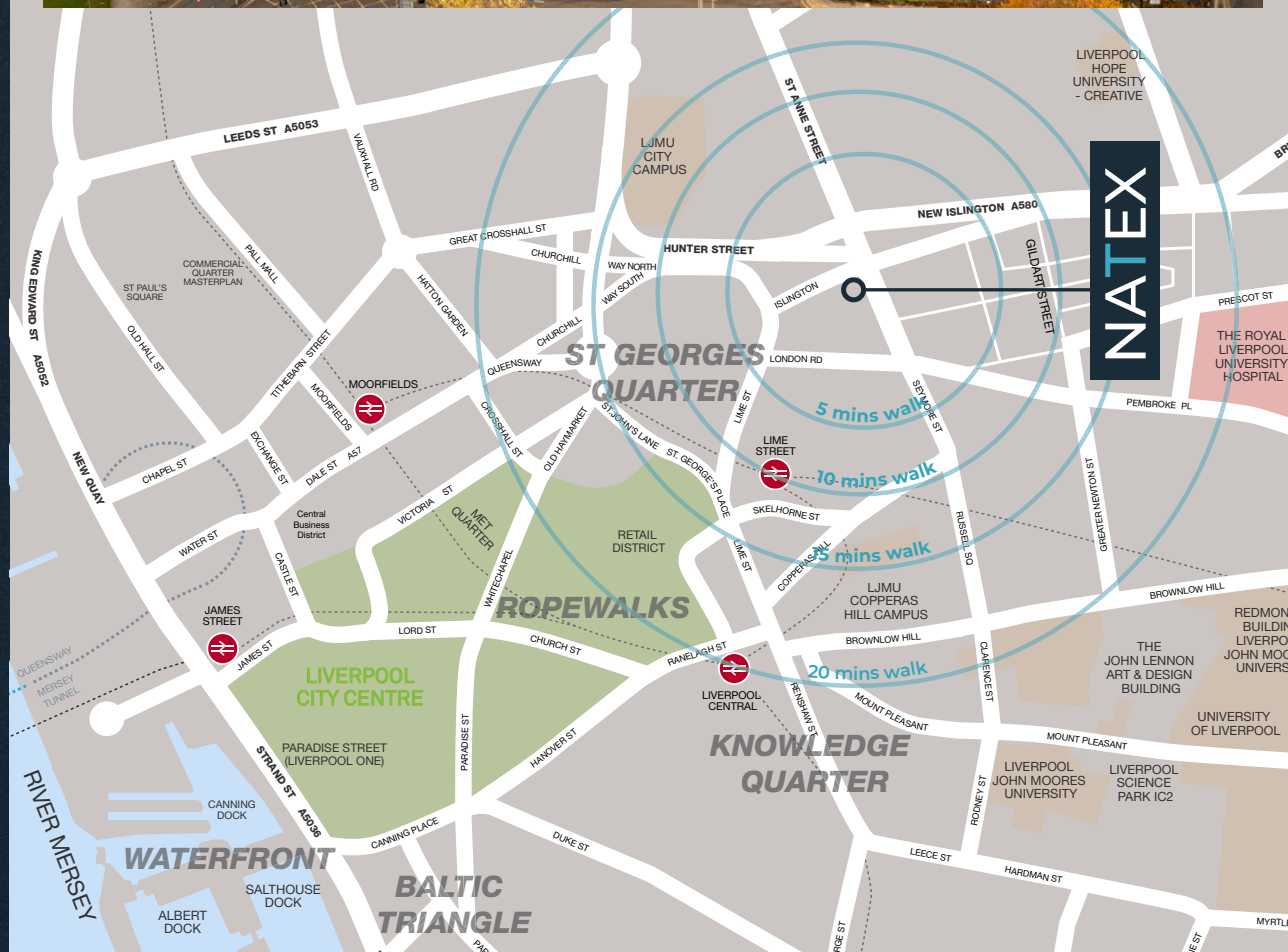 LIVERPOOL
HOPE
UNIVERSITY
- CREATIVE
ST ANNE STREET
LEEDS ST A5053
VAUXHALL RD
LJMU
CITY
CAMPUS
NATEX
NEW ISLINGTON A580
GREAT CROSSHALL ST
HUNTER STREET
CHURCHILL
WAY NORTH
WAY SOUTH
CHURCHILL
KING EDWARD ST A5052
PALL MALL
COMMERCIAL
QUARTER
MASTERPLAN
ST PAUL'S
SQUARE
OLD HALL ST
HATTON GARDEN
ISLINGTON
GILDART STREET
PRESCOT ST
THE ROYAL
LIVERPOOL
UNIVERSITY
HOSPITAL
TITHEBARN STREET
QUEENSWAY
ST GEORGES
QUARTER
LONDON RD
MOORFIELDS
MOORFIELDS
SEYMORE ST
PEMBROKE PL
LIME ST
5 mins walk
CROSSHALL ST
OLD HAYMARKET
ST.JOHN'S LANE
ST. GEORGE'S PLACE
LIME
STREET
EXCHANGE ST
DALE ST A57
CHAPEL ST
NEW QUAY
10 mins walk
VICTORIA ST
MET
QUARTER
Central
Business
District
WATER ST
RETAIL
DISTRICT
SKELHORNE ST
LIME ST
COPPERAS HILL
15 mins walk
RUSSELL SQ
GREATER NEWTON ST
CASTLE ST
WHITECHAPEL
ROPEWALKS
LJMU
COPPERAS
HILL CAMPUS
BROWNLOW HILL
BROWNLOW HILL
JAMES
STREET
JAMES ST
LORD ST
CHURCH ST
RANELAGH ST
CLARENCE ST
THE
JOHN LENNON
ART & DESIGN
BUILDING
QUEENSWAY
MERSEY
TUNNEL
LIVERPOOL
CITY CENTRE
LIVERPOOL
CENTRAL
20 mins walk
RENSHAW ST
MOUNT PLEASANT
MOUNT PLEASANT
UNIVERSITY
OF LIVERPOOL
PARADISE STREET
(LIVERPOOL ONE)
PARADISE ST
HANOVER ST
KNOWLEDGE
QUARTER
LIVERPOOL
JOHN MOORES
UNIVERSITY
LIVERPOOL
SCIENCE
PARK IC2
RODNEY ST
STRAND ST A5036
RIVER MERSEY
CANNING
DOCK
CANNING PLACE
WATERFRONT
DUKE ST
LEECE ST
HARDMAN ST
SALTHOUSE
DOCK
ALBERT
DOCK
BALTIC
TRIANGLE